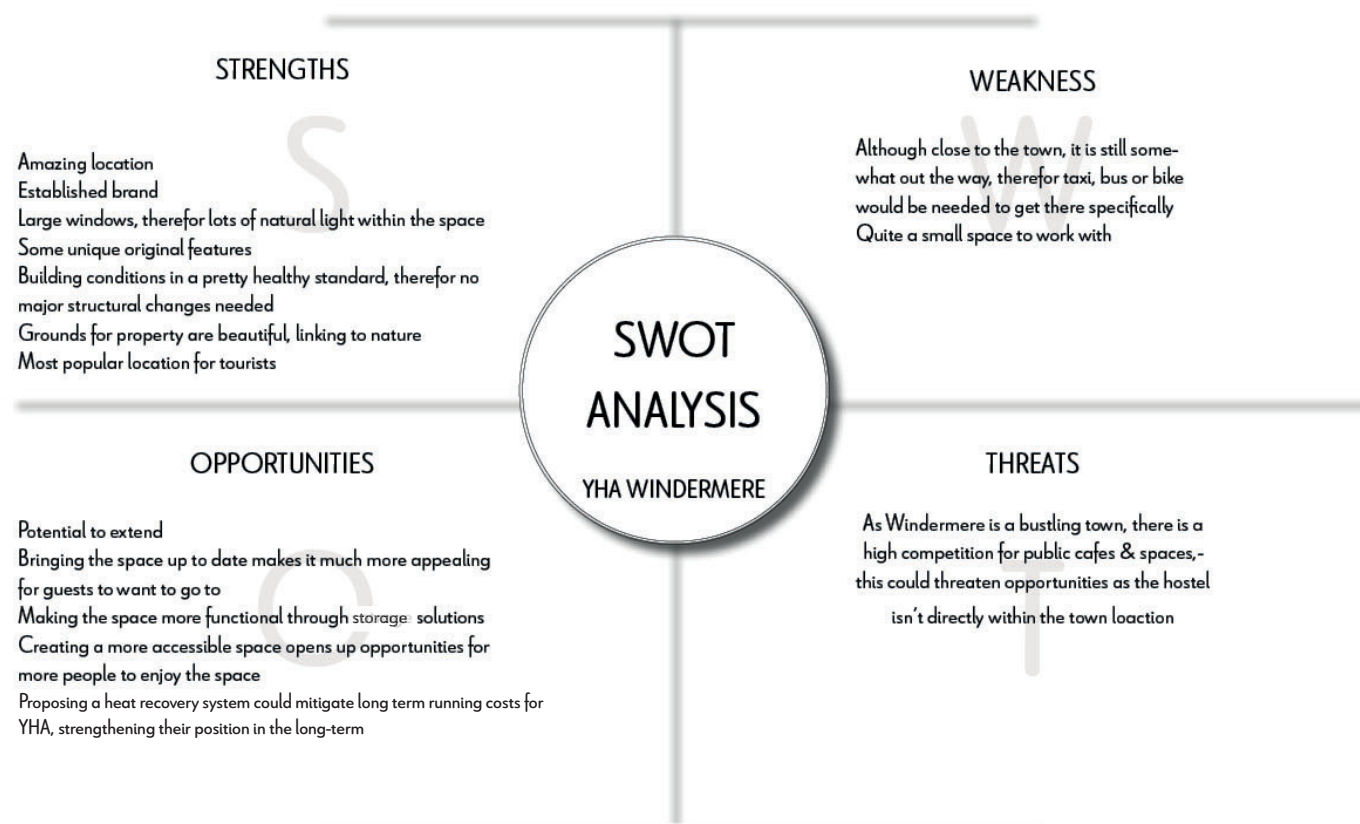 STRENGTHS
S
Amazing location
Established brand
Large windows, therefor lots of natural light within the space
Some unique original features
Building conditions in a pretty healthy standard, therefor no
major structural changes needed
Grounds for property are beautiful, linking to nature
Most popular location for tourists
WEAKNESS
W
Although close to the town, it is still some-
what out the way, therefor taxi, bus or bike
would be needed to get there specifically
Quite a small space to work with
SWOT
ANALYSIS
YHA WINDERMERE
OPPORTUNITIES
O
Potential to extend
Bringing the space up to date makes it much more appealing
for guests to want to go to
Making the space more functional through storage solutions
Creating a more accessible space opens up opportunities for
more people to enjoy the space
Proposing a heat recovery system could mitigate long term running costs for
YHA, strengthening their position in the long-term
THREATS
T
As Windermere is a bustling town, there is a
high competition for public cafes & spaces,-
this could threaten opportunities as the hostel
isn't directly within the town loaction